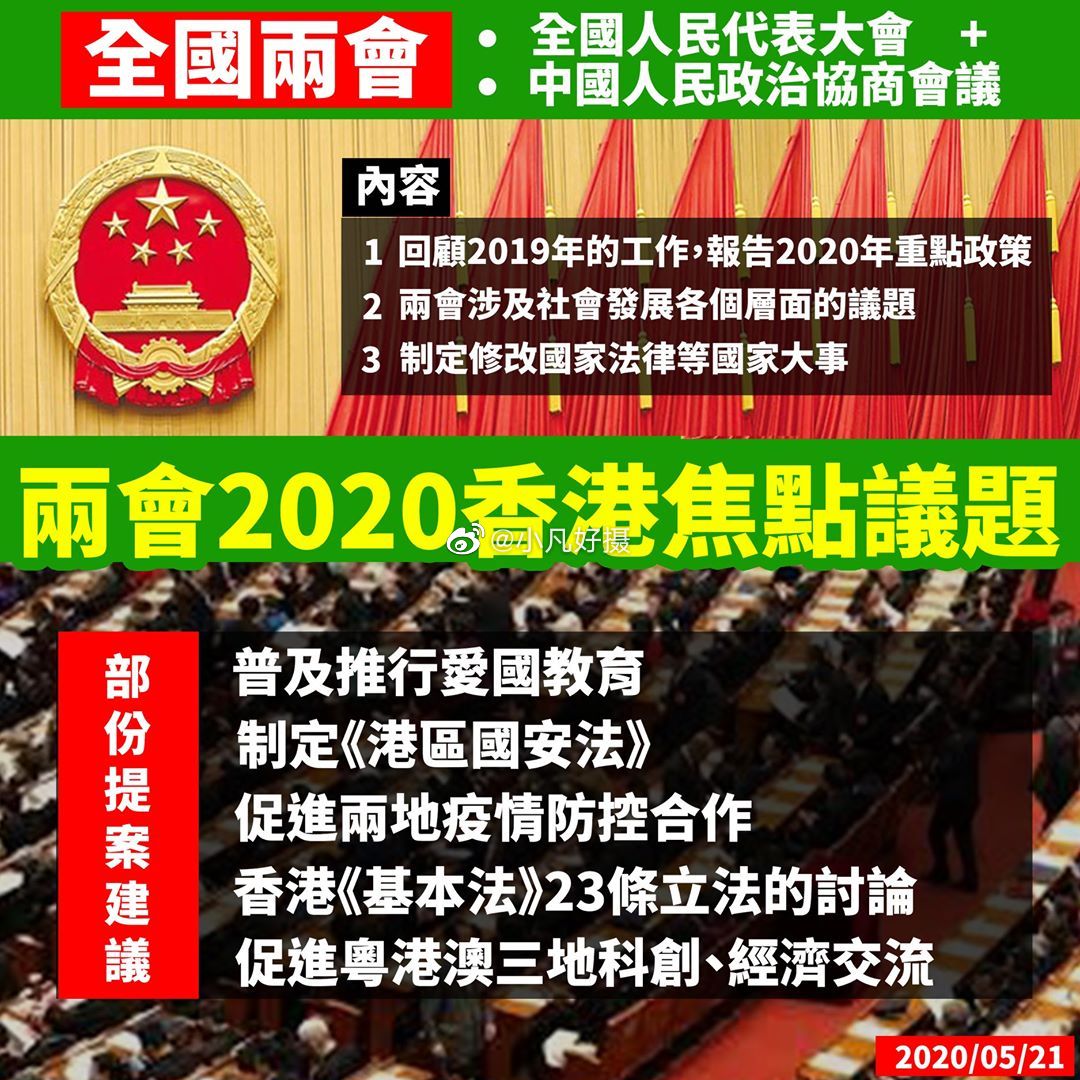 全國兩會
• 全國人民代表大會 +
• 中國人民政治協商會議
內容
1 回顧2019年的工作,報告2020年重點政策
2 兩會涉及社會發展各個層面的議題
3 制定修改國家法律等國家大事
兩會2020香港焦點議題
@小凡好摄
部份提案建議
普及推行愛國教育
制定《港區國安法》
促進兩地疫情防控合作
香港《基本法》23條立法的討論
促進粵港澳三地科創、經濟交流
2020/05/21